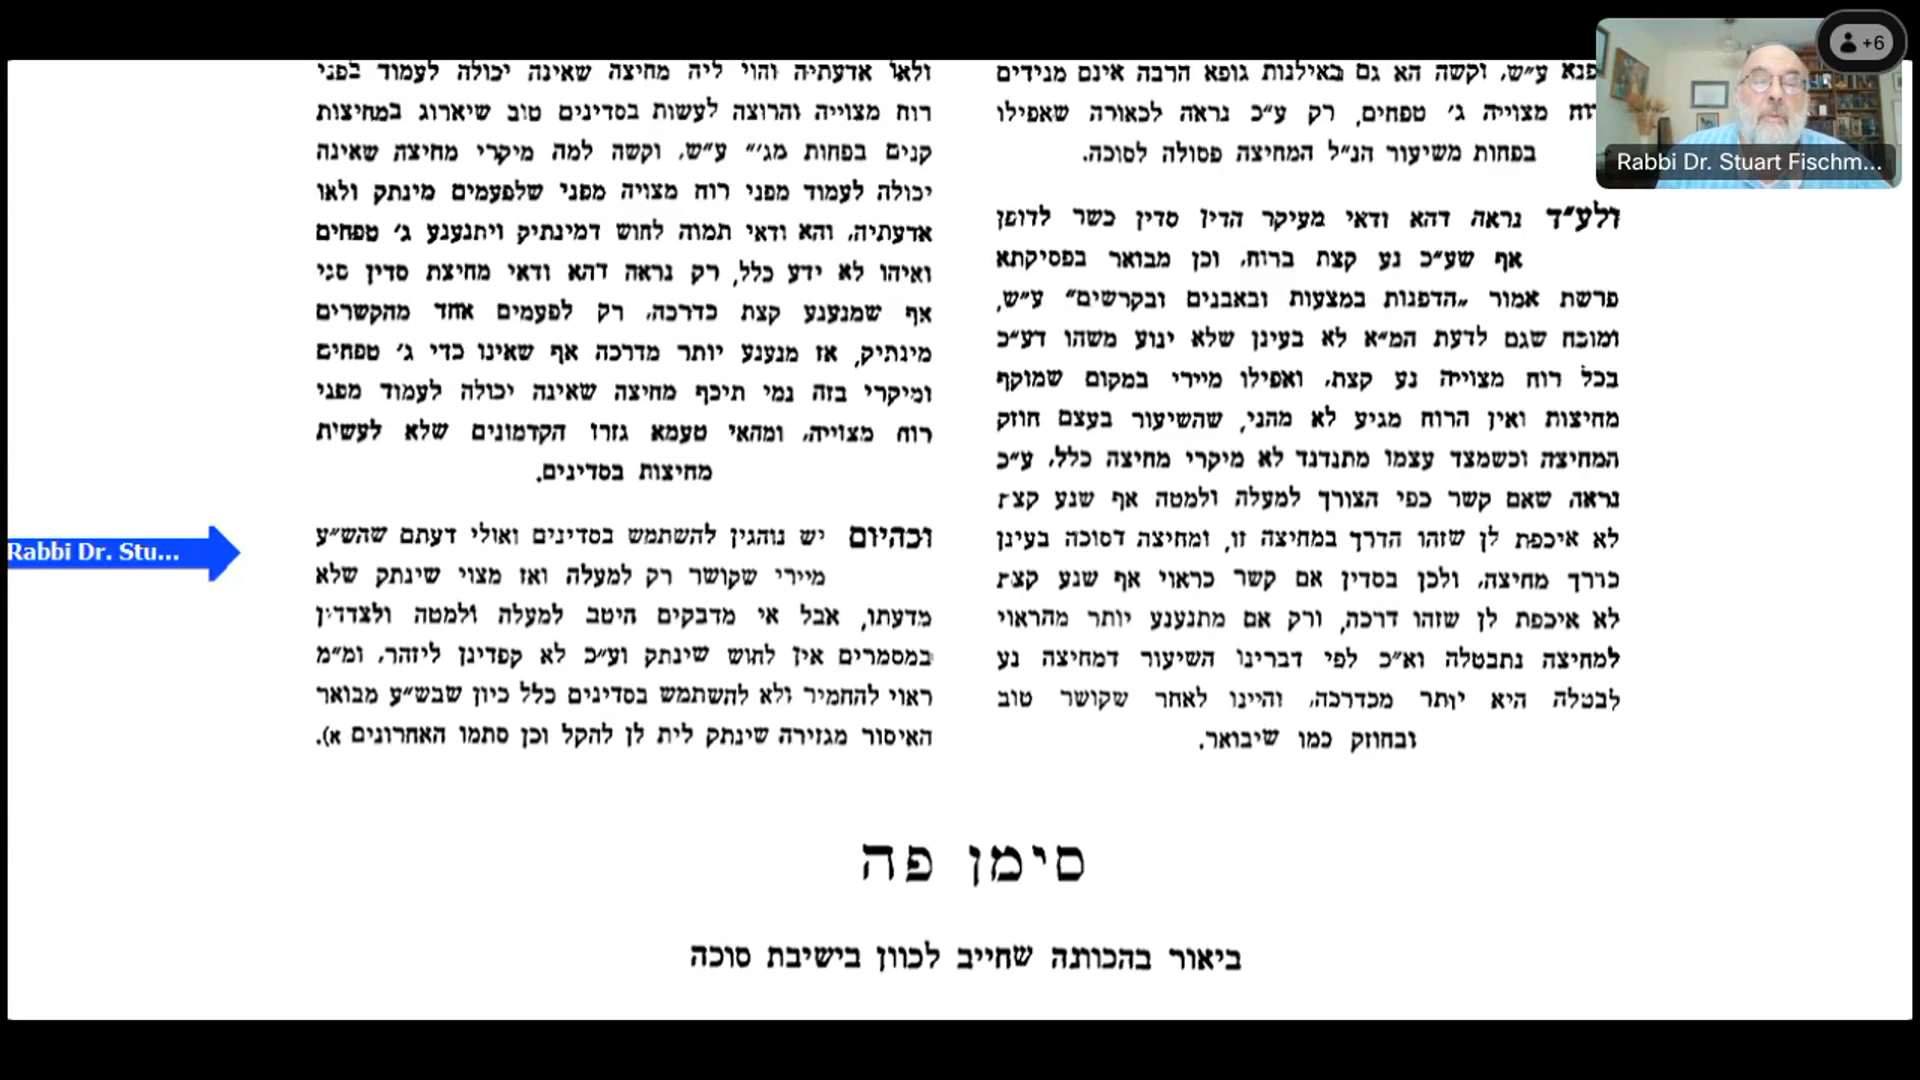 פנא ע״ש, וקשה הא גם באילנות גופא הרבה אינם מנידים
רוח מצוייה ג׳ טפחים, רק ע״כ נראה לכאורה שאפילו
בפחות משיעור הנ״ל המחיצה פסולה לסוכה.
ולע״ד נראה דהא ודאי מעיקר הדין סדין כשר לדופן
אף שע״כ נע קצת ברוח, וכן מבואר בפסיקתא
פרשת אמור ״הדפנות במצעות ובאבנים ובקרשים״ ע״ש,
ומוכח שגם לדעת המ״א לא בעינן שלא ינוע משהו דע״כ
בכל רוח מצוייה נע קצת, ואפילו מיירי במקום שמוקף
מחיצות ואין הרוח מגיע לא מהני, שהשיעור בעצם חוזק
המחיצה וכשמצד עצמו מתנדנד לא מיקרי מחיצה כלל, ע״כ
נראה שאם קשר כפי הצורך למעלה ולמטה אף שנע קצת
לא איכפת לן שזהו הדרך במחיצה זו, ומחיצה דסוכה בעינן
כדרך מחיצה, ולכן בסדין אם קשר כראוי אף שנע קצת
לא איכפת לן שזהו דרכה, ורק אם מתנענע יותר מהראוי
למחיצה נתבטלה וא״כ לפי דברינו השיעור דמחיצה נע
לבטלה היא יותר מכדרכה, והיינו לאחר שקושר טוב
ובחוזק כמו שיבואר.
ולאו אדעתיה והוי ליה מחיצה שאינה יכולה לעמוד בפני
רוח מצוייה והרוצה לעשות בסדינים טוב שיארוג במחיצות
קנים בפחות מג׳״ ע״ש, וקשה למה מיקרי מחיצה שאינה
יכולה לעמוד מפני רוח מצויה מפני שלפעמים מינתק ולאו
אדעתיה, והא ודאי תמוה לחוש דמינתיק ויתנענע ג׳ טפחים
ואיהו לא ידע כלל, רק נראה דהא ודאי מחיצת סדין סגי
אף שמנענע קצת כדרכה, רק לפעמים אחד מהקשרים
מינתיק, אז מנענע יותר מדרכה אף שאינו כדי ג׳ טפחים
ומיקרי בזה נמי תיכף מחיצה שאינה יכולה לעמוד מפני
רוח מצוייה, ומהאי טעמא גזרו הקדמונים שלא לעשית
מחיצות בסדינים.
וכהיום יש נוהגין להשתמש בסדינים ואולי דעתם שהש״ע
מיירי שקושר רק למעלה ואז מצוי שינתק שלא
מדעתו, אבל אי מדבקים היטב למעלה ולמטה ולצדדין
במסמרים אין לחוש שינתק וע״כ לא קפדינן ליזהר, ומ״מ
ראוי להחמיר ולא להשתמש בסדינים כלל כיון שבש״ע מבואר
האיסור מגזירה שינתק לית לן להקל וכן סתמו האחרונים א).
סימן פה
ביאור בהכוונה שחייב לכוון בישיבת סוכה
Rabbi Dr. Stu...
Rabbi Dr. Stuart Fischm...
+6